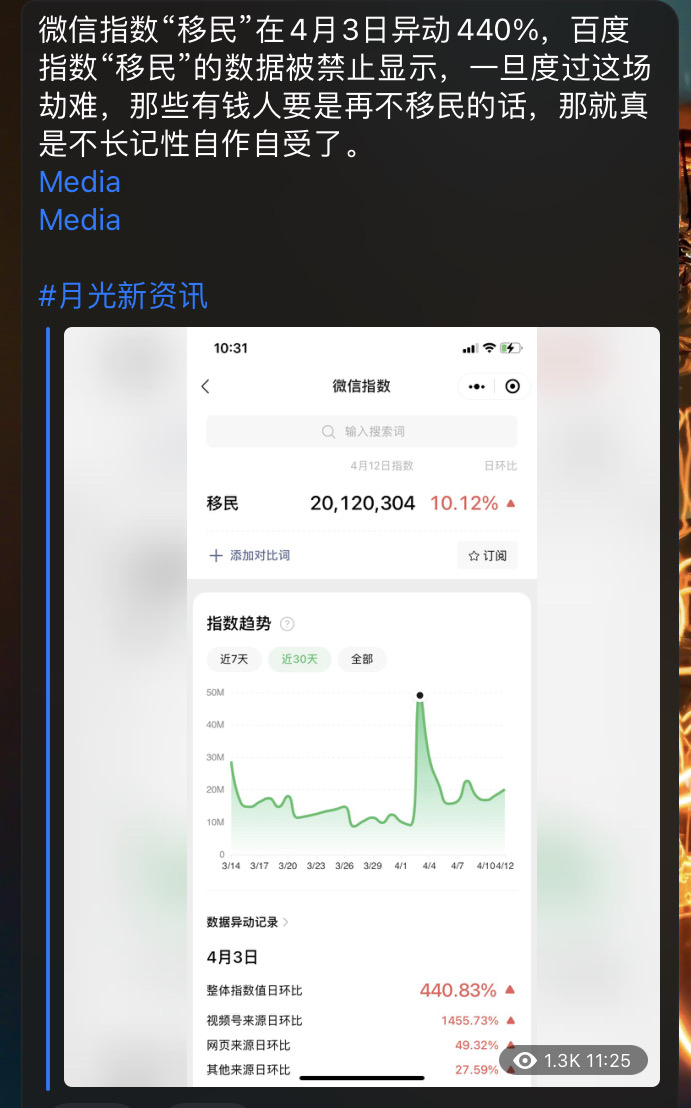 微信指数“移民”在4月3日异动440%，百度
指数“移民”的数据被禁止显示，一旦度过这场
劫难，那些有钱人要是再不移民的话，那就真
是不长记性自作自受了。
Media
Media
#月光新资讯
10:31
微信指数
输入搜索词
4月12日指数 日环比
移民 20,120,304 10.12%
添加对比词 订阅
指数趋势 ?
近7天 近30天 全部
50M
40M
30M
20M
10M
0
3/14 3/17 3/20 3/23 3/26 3/29 4/1 4/4 4/7 4/10 4/12
数据异动记录
4月3日
整体指数值日环比 440.83%
视频号来源日环比 1455.73%
网页来源日环比 49.32%
其他来源日环比 27.59%
1.3K 11:25